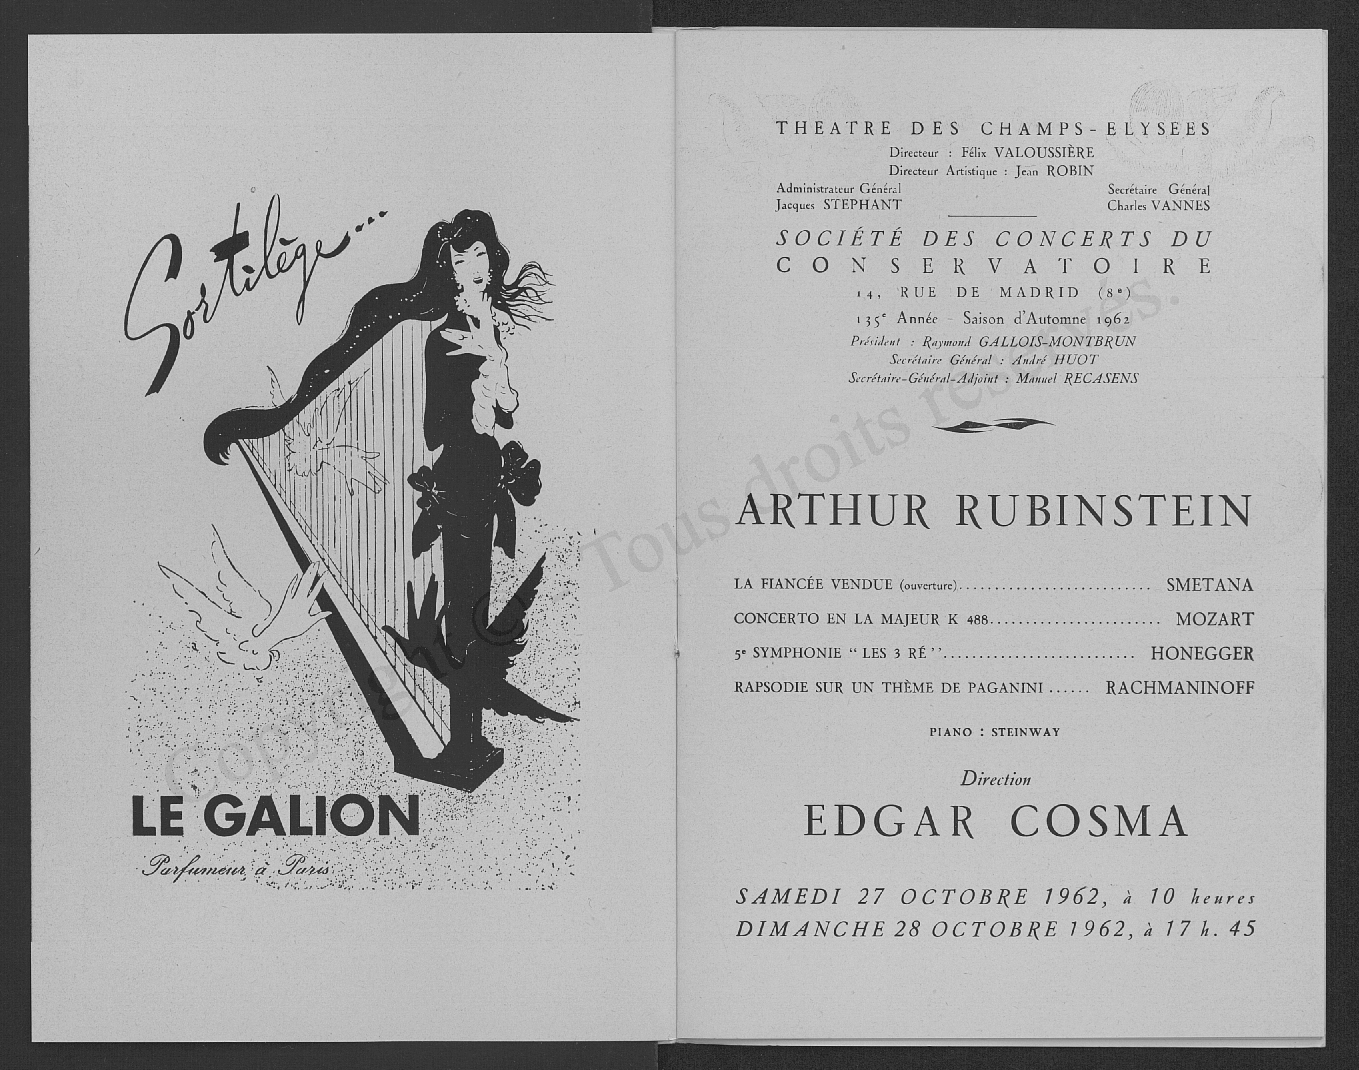 Sortilège...
LE GALION
Parfumeur à Paris
THEATRE DES CHAMPS-ELYSEES
Directeur : Félix VALOUSSIÈRE
Directeur Artistique : Jean ROBIN
Administrateur Général
Jacques STEPHANT
Secrétaire Général
Charles VANNES
SOCIÉTÉ DES CONCERTS DU
CONSERVATOIRE
14, RUE DE MADRID (8e)
135e Année - Saison d'Automne 1962
Président : Raymond GALLOIS-MONTBRUN
Secrétaire Général : André HUOT
Secrétaire-Général-Adjoint : Manuel RECASENS
ARTHUR RUBINSTEIN
LA FIANCÉE VENDUE (ouverture)........................... SMETANA
CONCERTO EN LA MAJEUR K 488........................ MOZART
5e SYMPHONIE “ LES 3 RÉ ’’........................... HONEGGER
RAPSODIE SUR UN THÈME DE PAGANINI ...... RACHMANINOFF
PIANO : STEINWAY
Direction
EDGAR COSMA
SAMEDI 27 OCTOBRE 1962, à 10 heures
DIMANCHE 28 OCTOBRE 1962, à 17 h. 45
Copyright © Tous droits réservés.